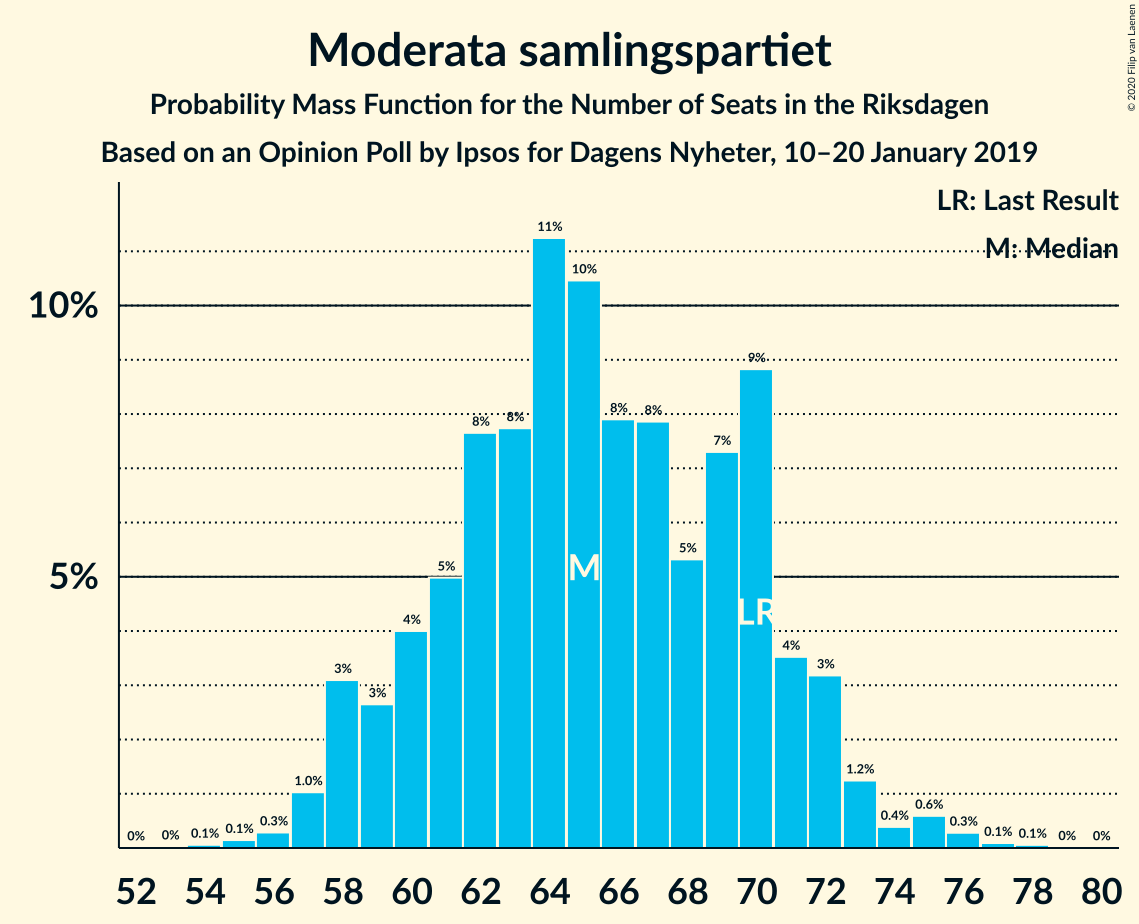 Moderata samlingspartiet
Probability Mass Function for the Number of Seats in the Riksdagen
Based on an Opinion Poll by Ipsos for Dagens Nyheter, 10–20 January 2019
© 2020 Filip van Laenen
LR: Last Result
M: Median
10%
5%
0% 0% 0.1% 0.1% 0.3% 1.0% 3% 3% 4% 5% 8% 8% 11% 10% 8% 8% 5% 7% 9% 4% 3% 1.2% 0.4% 0.6% 0.3% 0.1% 0.1% 0% 0%
M
LR
52 54 56 58 60 62 64 66 68 70 72 74 76 78 80